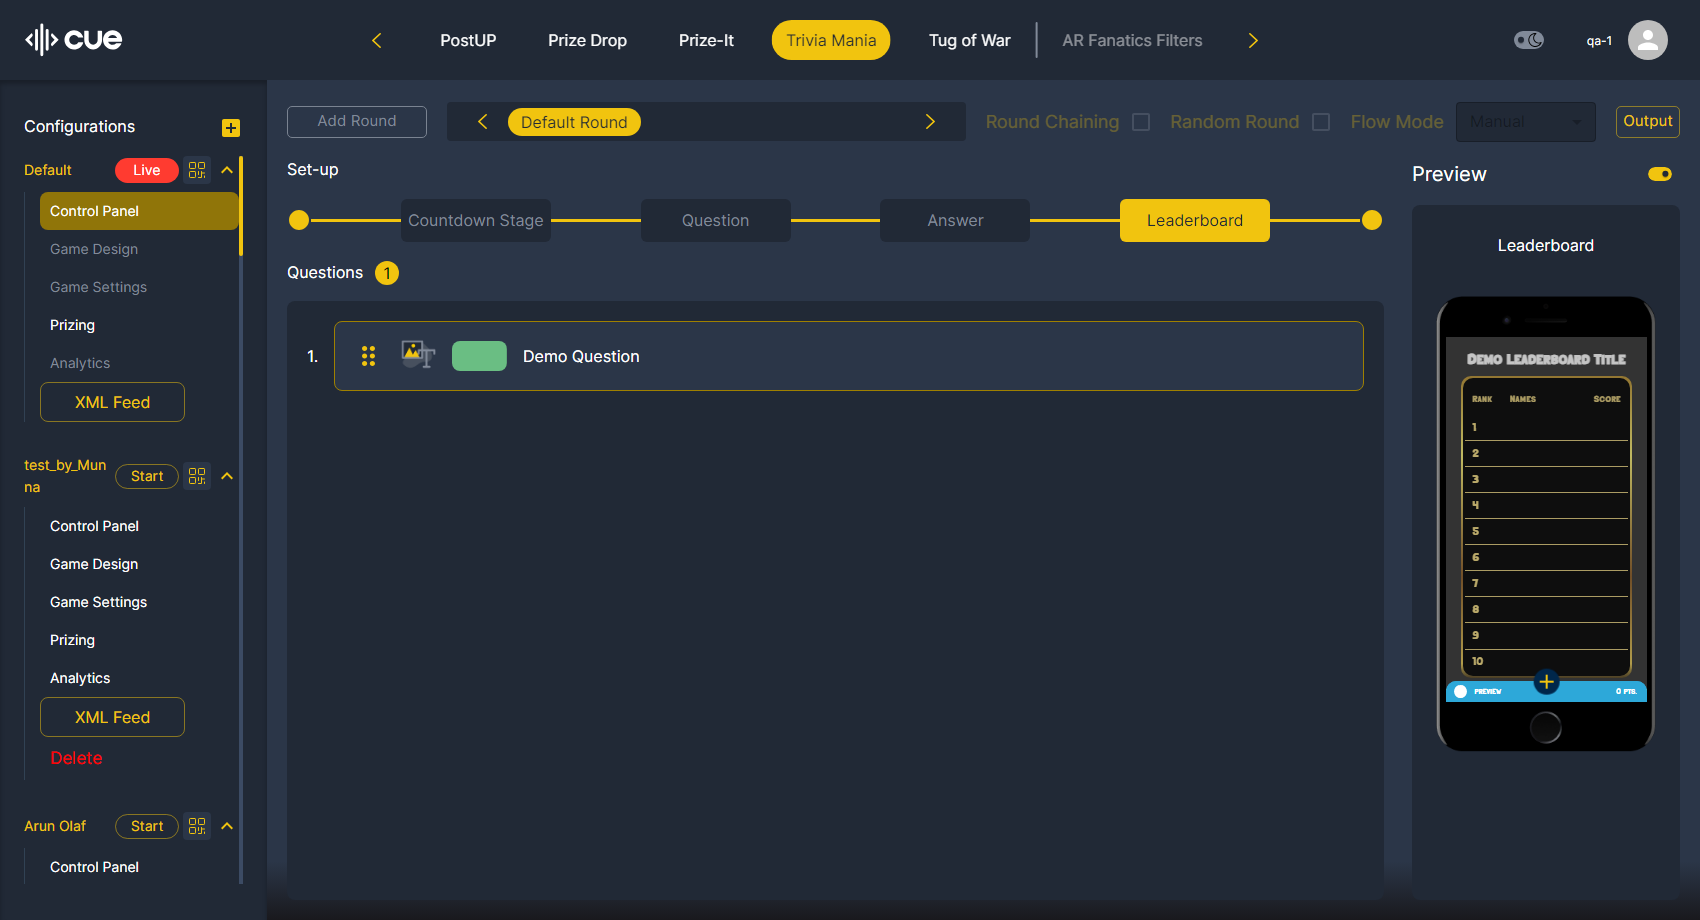 cue
PostUP
Prize Drop
Prize-It
Trivia Mania
Tug of War
AR Fanatics Filters
qa-1
Configurations
Default
Live
Control Panel
Game Design
Game Settings
Prizing
Analytics
XML Feed
test_by_Mun
na
Start
Control Panel
Game Design
Game Settings
Prizing
Analytics
XML Feed
Delete
Arun Olaf
Start
Control Panel
Add Round
Default Round
Round Chaining
Random Round
Flow Mode
Manual
Output
Set-up
Countdown Stage
Question
Answer
Leaderboard
Questions
1
1.
Demo Question
Preview
Leaderboard
Demo Leaderboard Title
Rank Names Score
1
2
3
4
5
6
7
8
9
10
PREVIEW
0 PTS.